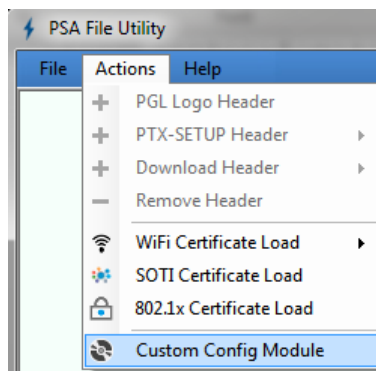 PSA File Utility
File Actions Help
PGL Logo Header
PTX-SETUP Header
Download Header
Remove Header
WiFi Certificate Load
SOTI Certificate Load
802.1x Certificate Load
Custom Config Module